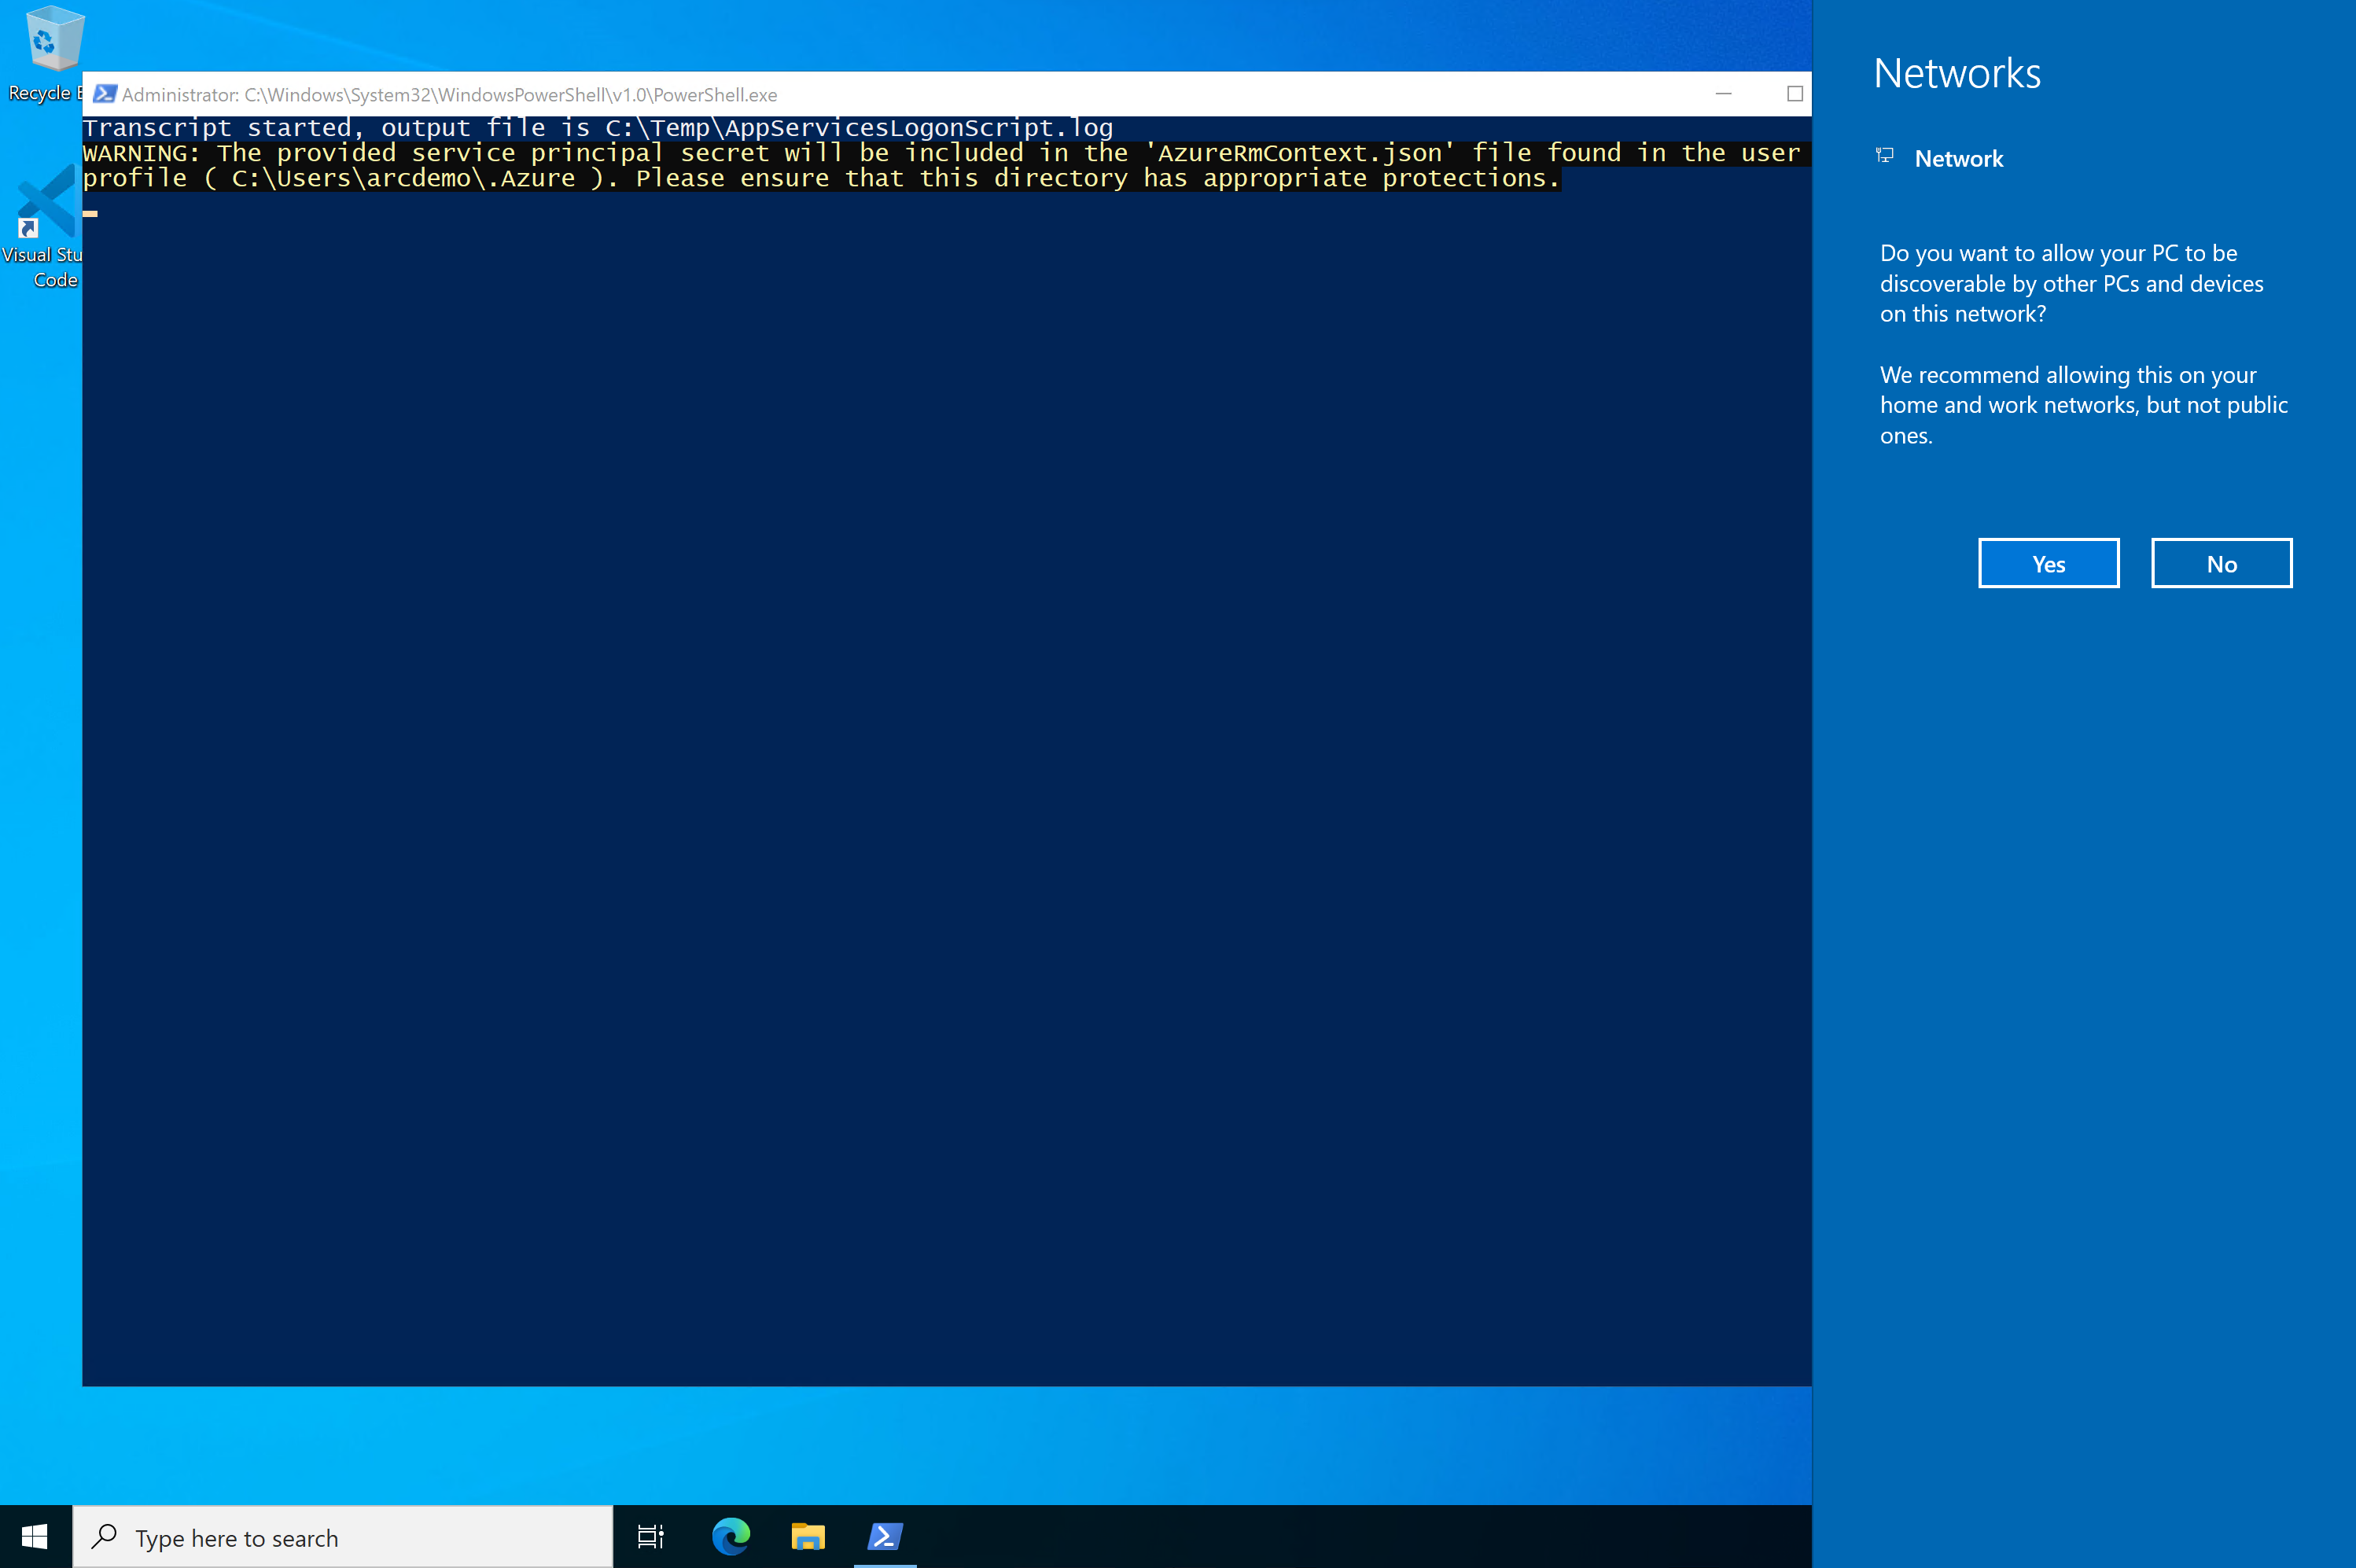 Recycle
Visual Stu
Code
Administrator: C:\Windows\System32\WindowsPowerShell\v1.0\PowerShell.exe
Transcript started, output file is C:\Temp\AppServicesLogonScript.log
WARNING: The provided service principal secret will be included in the 'AzureRmContext.json' file found in the user
profile ( C:\Users\arcdemo\.Azure ). Please ensure that this directory has appropriate protections.
Networks
Network
Do you want to allow your PC to be
discoverable by other PCs and devices
on this network?
We recommend allowing this on your
home and work networks, but not public
ones.
Yes
No
Type here to search